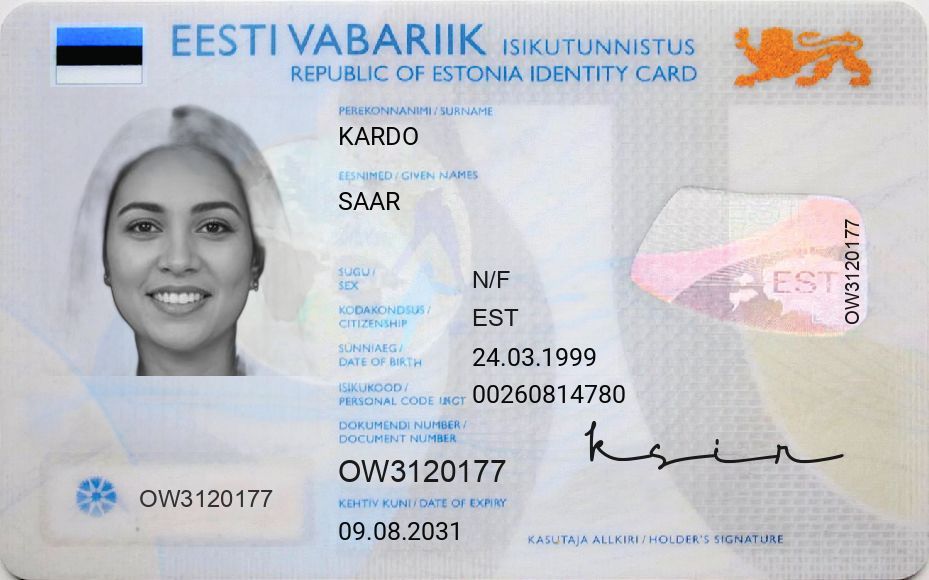 EESTI VABARIIK ISIKUTUNNISTUS
REPUBLIC OF ESTONIA IDENTITY CARD
PEREKONNANIMI / SURNAME
KARDO
EESNIMED / GIVEN NAMES
SAAR
SUGU /
SEX
N/F
KODAKONDSUS /
CITIZENSHIP
EST
SÜNNIAEG /
DATE OF BIRTH
24.03.1999
ISIKUKOOD /
PERSONAL CODE
00260814780
DOKUMENDI NUMBER /
DOCUMENT NUMBER
OW3120177
KEHTIV KUNI / DATE OF EXPIRY
09.08.2031
OW3120177
EST
OW3120177
KASUTAJA ALLKIRI / HOLDER'S SIGNATURE